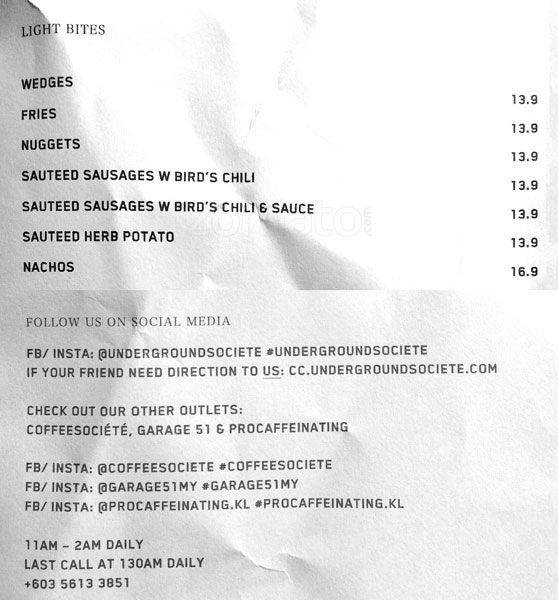 LIGHT BITES
WEDGES 13.9
FRIES 13.9
NUGGETS 13.9
SAUTEED SAUSAGES W BIRD'S CHILI 13.9
SAUTEED SAUSAGES W BIRD'S CHILI & SAUCE 13.9
SAUTEED HERB POTATO 13.9
NACHOS 16.9
zomato.com
FOLLOW US ON SOCIAL MEDIA
FB/ INSTA: @UNDERGROUNDSOCIETE #UNDERGROUNDSOCIETE
IF YOUR FRIEND NEED DIRECTION TO US: CC.UNDERGROUNDSOCIETE.COM
CHECK OUT OUR OTHER OUTLETS:
COFFEESOCIÉTÉ, GARAGE 51 & PROCAFFEINATING
FB/ INSTA: @COFFEESOCIETE #COFFEESOCIETE
FB/ INSTA: @GARAGE51MY #GARAGE51MY
FB/ INSTA: @PROCAFFEINATING.KL #PROCAFFEINATING.KL
11AM – 2AM DAILY
LAST CALL AT 130AM DAILY
+603 5613 3851